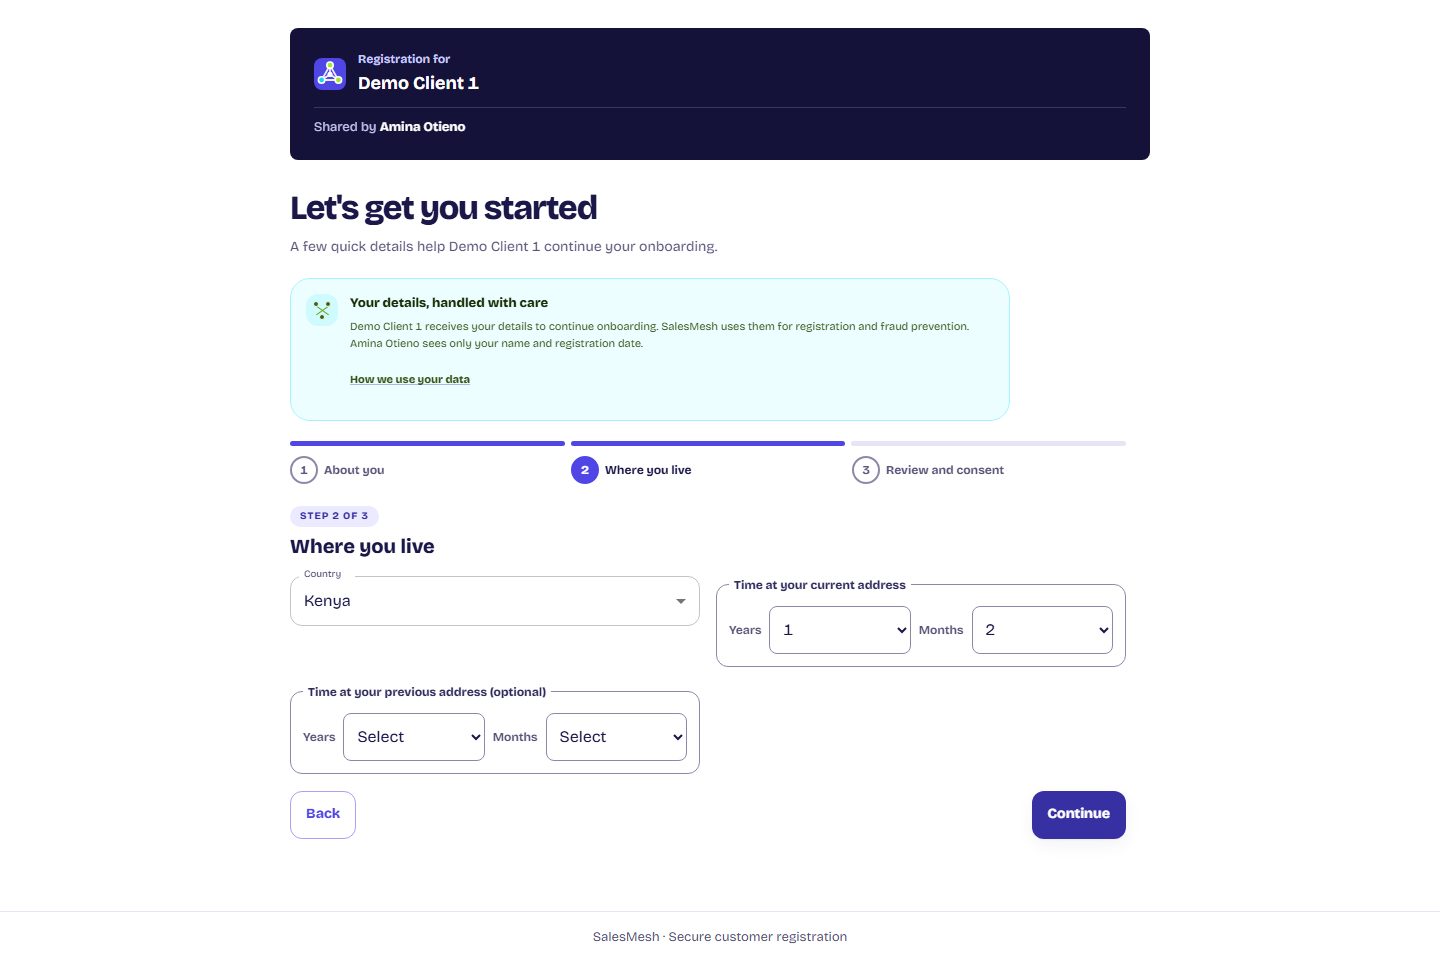 Registration for
Demo Client 1
Shared by Amina Otieno
Let's get you started
A few quick details help Demo Client 1 continue your onboarding.
Your details, handled with care
Demo Client 1 receives your details to continue onboarding. SalesMesh uses them for registration and fraud prevention.
Amina Otieno sees only your name and registration date.
How we use your data
1 About you
2 Where you live
3 Review and consent
STEP 2 OF 3
Where you live
Country
Kenya
Time at your current address
Years 1 Months 2
Time at your previous address (optional)
Years Select Months Select
Back
Continue
SalesMesh · Secure customer registration